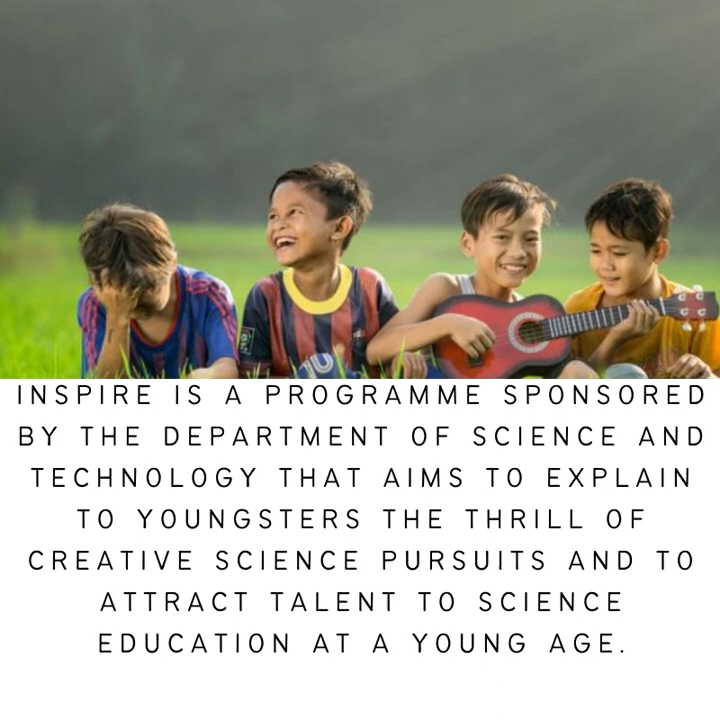 INSPIRE IS A PROGRAMME SPONSORED
BY THE DEPARTMENT OF SCIENCE AND
TECHNOLOGY THAT AIMS TO EXPLAIN
TO YOUNGSTERS THE THRILL OF
CREATIVE SCIENCE PURSUITS AND TO
ATTRACT TALENT TO SCIENCE
EDUCATION AT A YOUNG AGE.